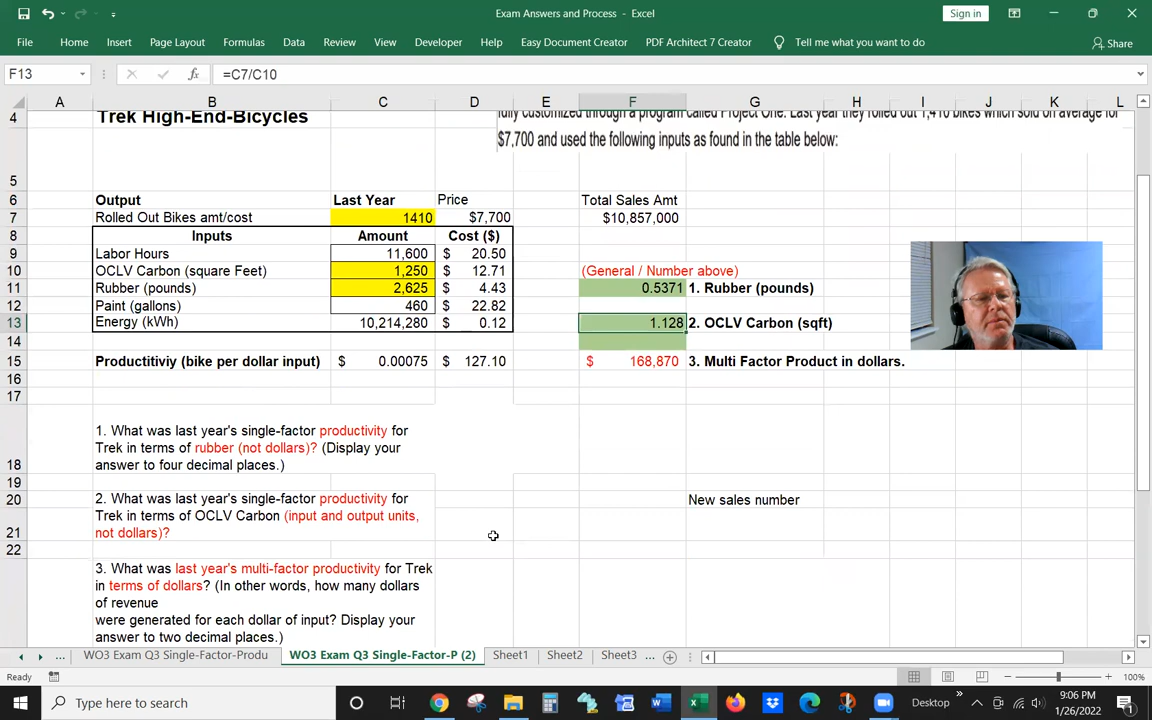 Exam Answers and Process - Excel
Sign in
File Home Insert Page Layout Formulas Data Review View Developer Help Easy Document Creator PDF Architect 7 Creator Tell me what you want to do Share
F13 fx =C7/C10
A B C D E F G H I J K L
4 Trek High-End-Bicycles fully customized through a program called Project One. Last year they rolled out 1,410 bikes which sold on average for
$7,700 and used the following inputs as found in the table below:
5
6 Output Last Year Price Total Sales Amt
7 Rolled Out Bikes amt/cost 1410 $7,700 $10,857,000
8 Inputs Amount Cost ($)
9 Labor Hours 11,600 $ 20.50
10 OCLV Carbon (square Feet) 1,250 $ 12.71 (General / Number above)
11 Rubber (pounds) 2,625 $ 4.43 0.5371 1. Rubber (pounds)
12 Paint (gallons) 460 $ 22.82
13 Energy (kWh) 10,214,280 $ 0.12 1.128 2. OCLV Carbon (sqft)
14
15 Productitiviy (bike per dollar input) $ 0.00075 $ 127.10 $ 168,870 3. Multi Factor Product in dollars.
16
17
1. What was last year's single-factor productivity for
Trek in terms of rubber (not dollars)? (Display your
18 answer to four decimal places.)
19
20 2. What was last year's single-factor productivity for New sales number
Trek in terms of OCLV Carbon (input and output units,
21 not dollars)?
22
3. What was last year's multi-factor productivity for Trek
in terms of dollars? (In other words, how many dollars
of revenue
were generated for each dollar of input? Display your
answer to two decimal places.)
... WO3 Exam Q3 Single-Factor-Produ WO3 Exam Q3 Single-Factor-P (2) Sheet1 Sheet2 Sheet3 ...
Ready 100%
Type here to search Desktop » 9:06 PM
1/26/2022